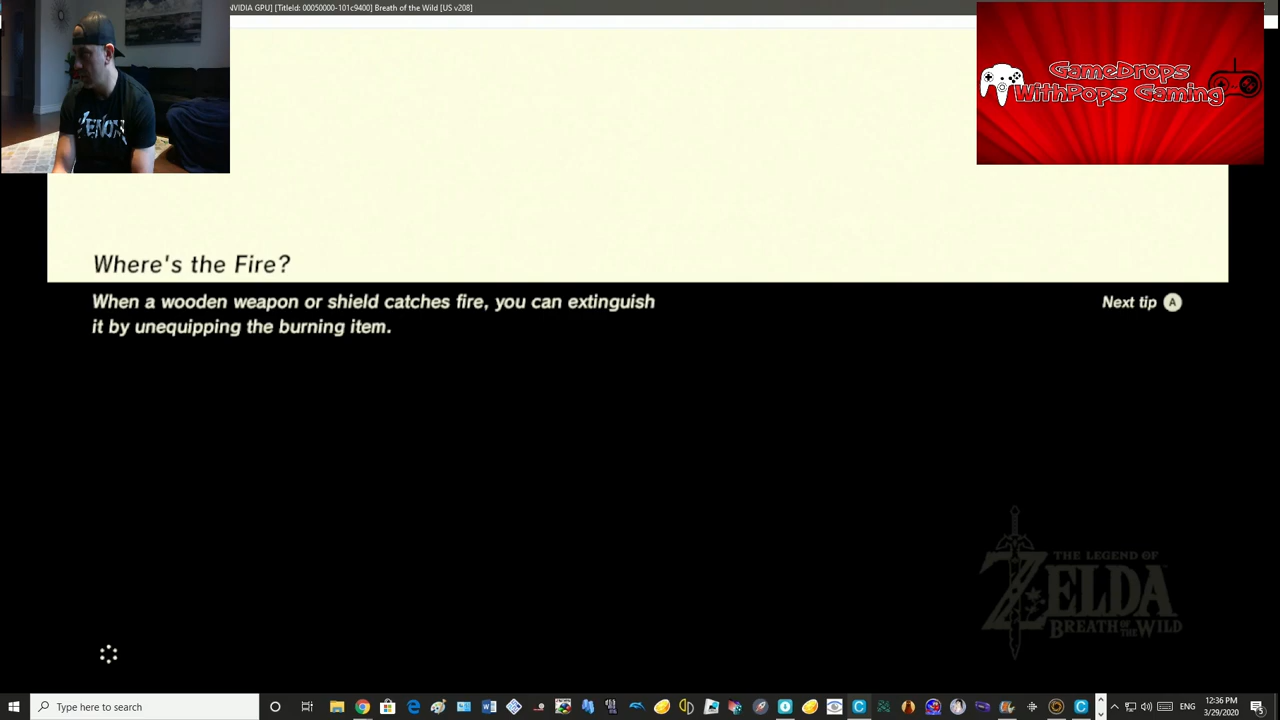 NVIDIA GPU] [TitleId: 00050000-101c9400] Breath of the Wild [US v208]
VENOM
GameDrops
WithPops Gaming
Where's the Fire?
When a wooden weapon or shield catches fire, you can extinguish
it by unequipping the burning item.
Next tip A
THE LEGEND OF
ZELDA
BREATH OF THE WILD
Type here to search
ENG
12:36 PM
3/29/2020